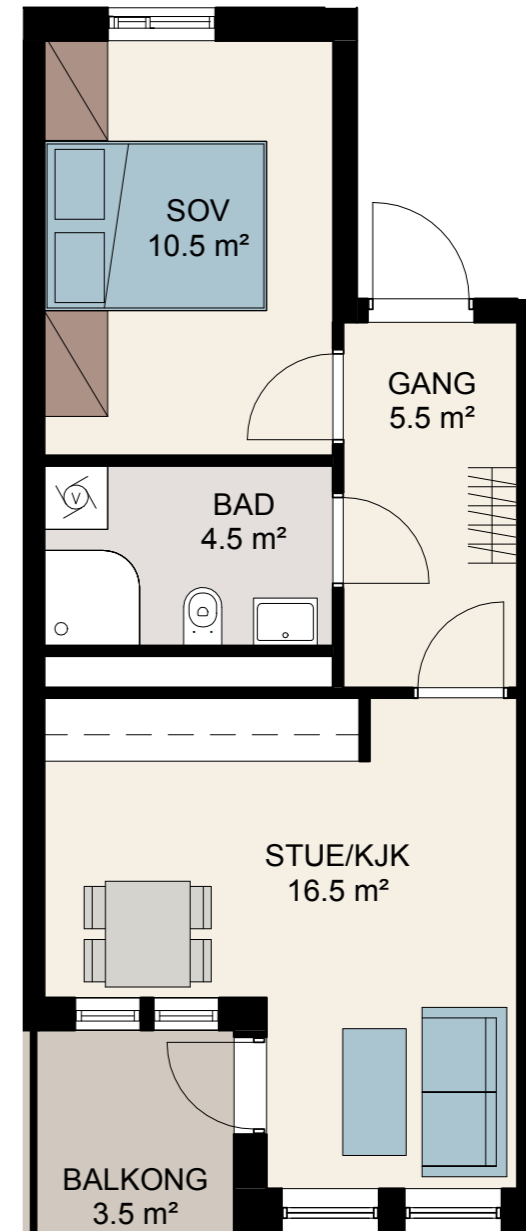 SOV
10.5 m²
GANG
5.5 m²
BAD
4.5 m²
V
STUE/KJK
16.5 m²
BALKONG
3.5 m²